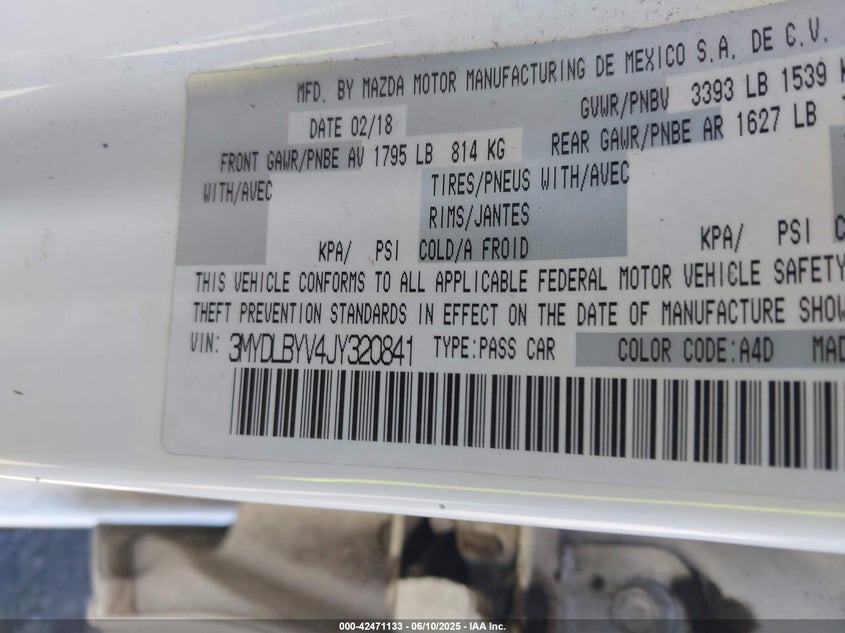 MFD. BY MAZDA MOTOR MANUFACTURING DE MEXICO S.A. DE C.V.
DATE 02/18 GVWR/PNBV 3393 LB 1539 K
FRONT GAWR/PNBE AV 1795 LB 814 KG REAR GAWR/PNBE AR 1627 LB
WITH/AVEC TIRES/PNEUS WITH/AVEC
RIMS/JANTES
KPA/ PSI COLD/A FROID KPA/ PSI C
THIS VEHICLE CONFORMS TO ALL APPLICABLE FEDERAL MOTOR VEHICLE SAFETY
THEFT PREVENTION STANDARDS IN EFFECT ON THE DATE OF MANUFACTURE SHOW
VIN: 3MYDLBYV4JY320841 TYPE:PASS CAR COLOR CODE:A4D MAD
000-42471133 - 06/10/2025 - IAA Inc.